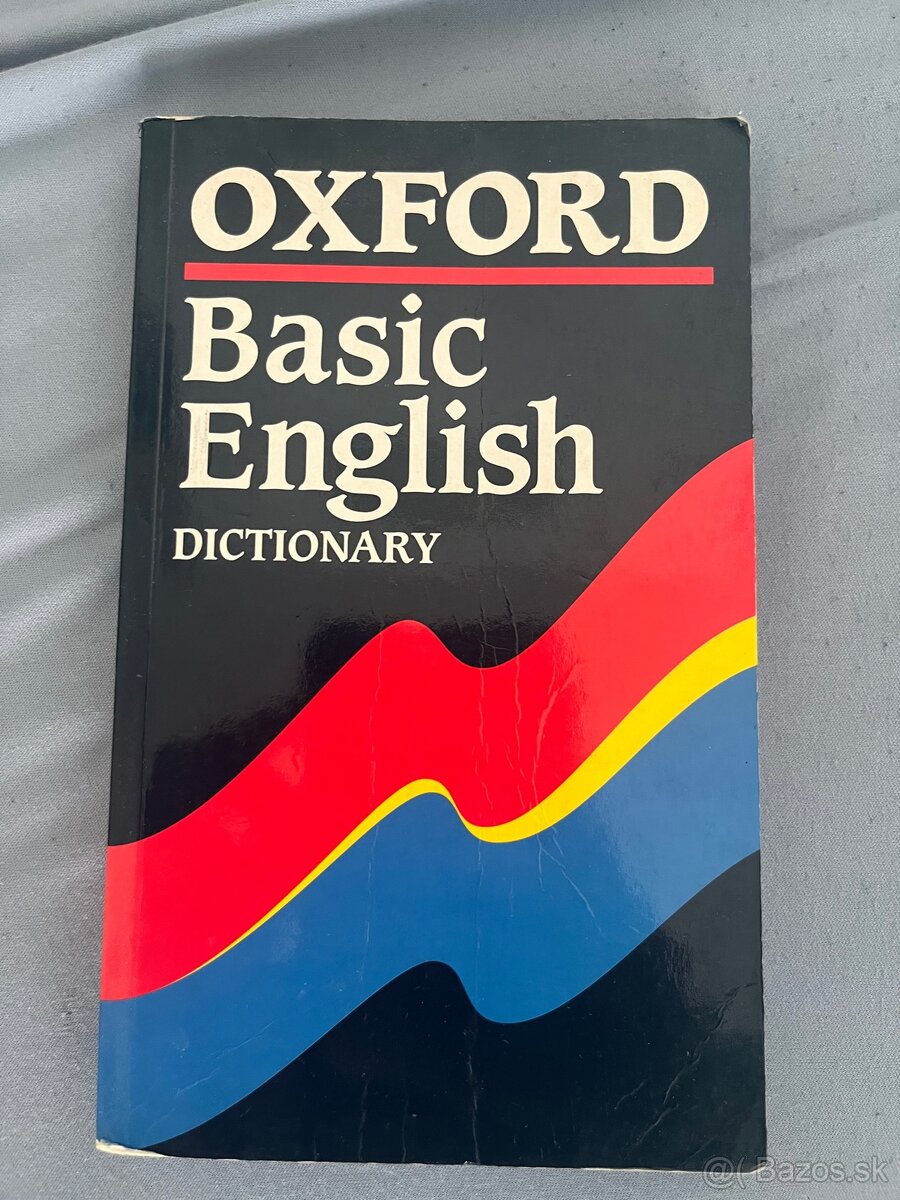 OXFORD
Basic
English
DICTIONARY
@( Bazos.sk